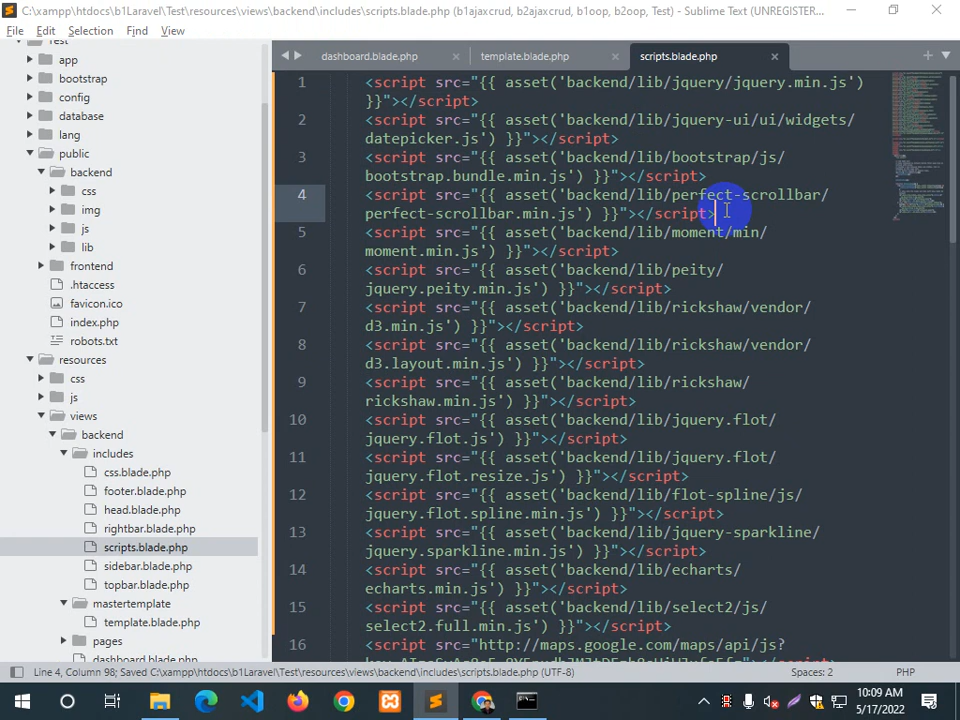 C:\xampp\htdocs\b1Laravel\Test\resources\views\backend\includes\scripts.blade.php (b1ajaxcrud, b2ajaxcrud, b1oop, b2oop, Test) - Sublime Text (UNREGISTER...
File Edit Selection Find View
Test
app
bootstrap
config
database
lang
public
backend
css
img
js
lib
frontend
.htaccess
favicon.ico
index.php
robots.txt
resources
css
js
views
backend
includes
css.blade.php
footer.blade.php
head.blade.php
rightbar.blade.php
scripts.blade.php
sidebar.blade.php
topbar.blade.php
mastertemplate
template.blade.php
pages
dashboard.blade.php
dashboard.blade.php template.blade.php scripts.blade.php
1 <script src="{{ asset('backend/lib/jquery/jquery.min.js')
}}"></script>
2 <script src="{{ asset('backend/lib/jquery-ui/ui/widgets/
datepicker.js') }}"></script>
3 <script src="{{ asset('backend/lib/bootstrap/js/
bootstrap.bundle.min.js') }}"></script>
4 <script src="{{ asset('backend/lib/perfect-scrollbar/
perfect-scrollbar.min.js') }}"></script>
5 <script src="{{ asset('backend/lib/moment/min/
moment.min.js') }}"></script>
6 <script src="{{ asset('backend/lib/peity/
jquery.peity.min.js') }}"></script>
7 <script src="{{ asset('backend/lib/rickshaw/vendor/
d3.min.js') }}"></script>
8 <script src="{{ asset('backend/lib/rickshaw/vendor/
d3.layout.min.js') }}"></script>
9 <script src="{{ asset('backend/lib/rickshaw/
rickshaw.min.js') }}"></script>
10 <script src="{{ asset('backend/lib/jquery.flot/
jquery.flot.js') }}"></script>
11 <script src="{{ asset('backend/lib/jquery.flot/
jquery.flot.resize.js') }}"></script>
12 <script src="{{ asset('backend/lib/flot-spline/js/
jquery.flot.spline.min.js') }}"></script>
13 <script src="{{ asset('backend/lib/jquery-sparkline/
jquery.sparkline.min.js') }}"></script>
14 <script src="{{ asset('backend/lib/echarts/
echarts.min.js') }}"></script>
15 <script src="{{ asset('backend/lib/select2/js/
select2.full.min.js') }}"></script>
16 <script src="http://maps.google.com/maps/api/js?
Line 4, Column 98; Saved C:\xampp\htdocs\b1Laravel\Test\resources\views\backend\includes\scripts.blade.php (UTF-8) Spaces: 2 PHP
10:09 AM
5/17/2022